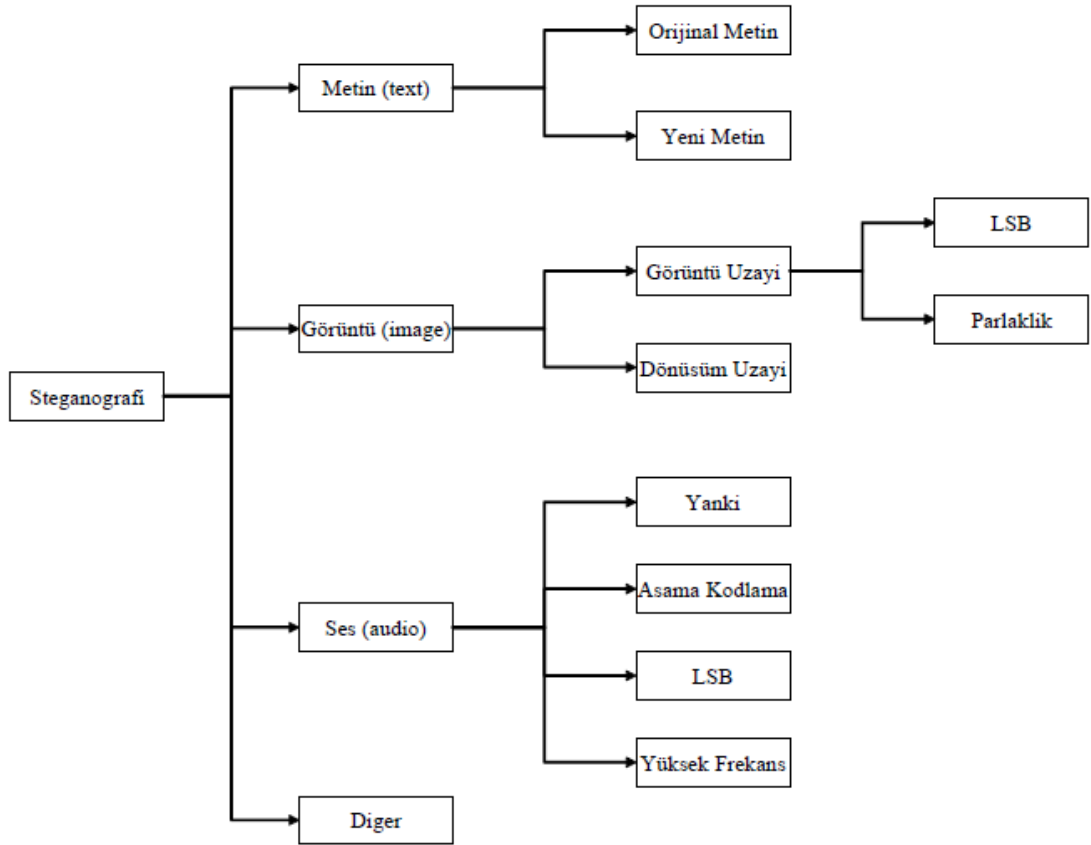 Orijinal Metin
Metin (text)
Yeni Metin
LSB
Görüntü Uzayi
Görüntü (image)
Parlaklik
Dönüsüm Uzayi
Steganografi
Yanki
Asama Kodlama
Ses (audio)
LSB
Yüksek Frekans
Diger